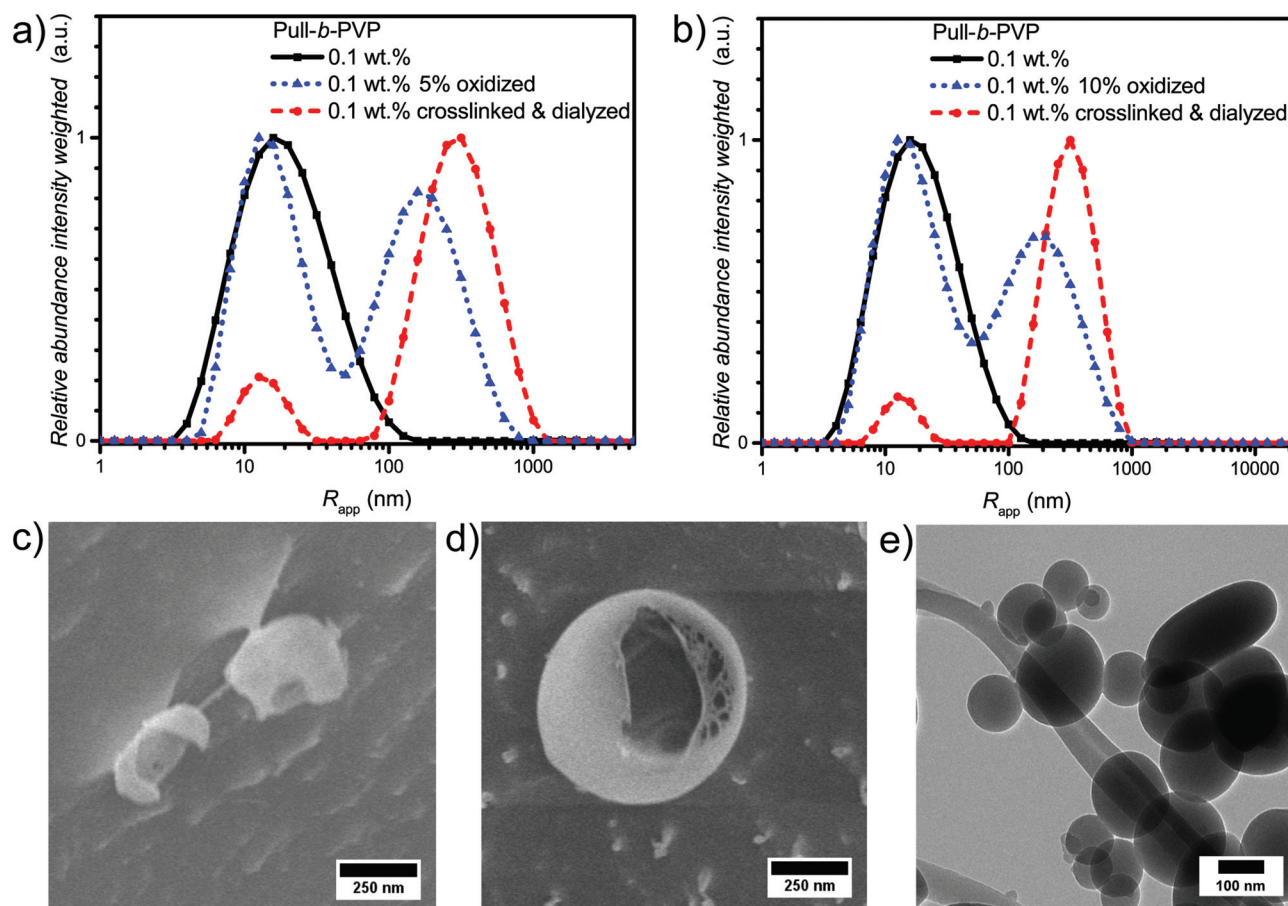 a)
Pull-b-PVP
0.1 wt.%
0.1 wt.% 5% oxidized
0.1 wt.% crosslinked & dialyzed
Relative abundance intensity weighted (a.u.)
1
0
1 10 100 1000
Rapp (nm)
b)
Pull-b-PVP
0.1 wt.%
0.1 wt.% 10% oxidized
0.1 wt.% crosslinked & dialyzed
Relative abundance intensity weighted (a.u.)
1
0
1 10 100 1000 10000
Rapp (nm)
c)
250 nm
d)
250 nm
e)
100 nm